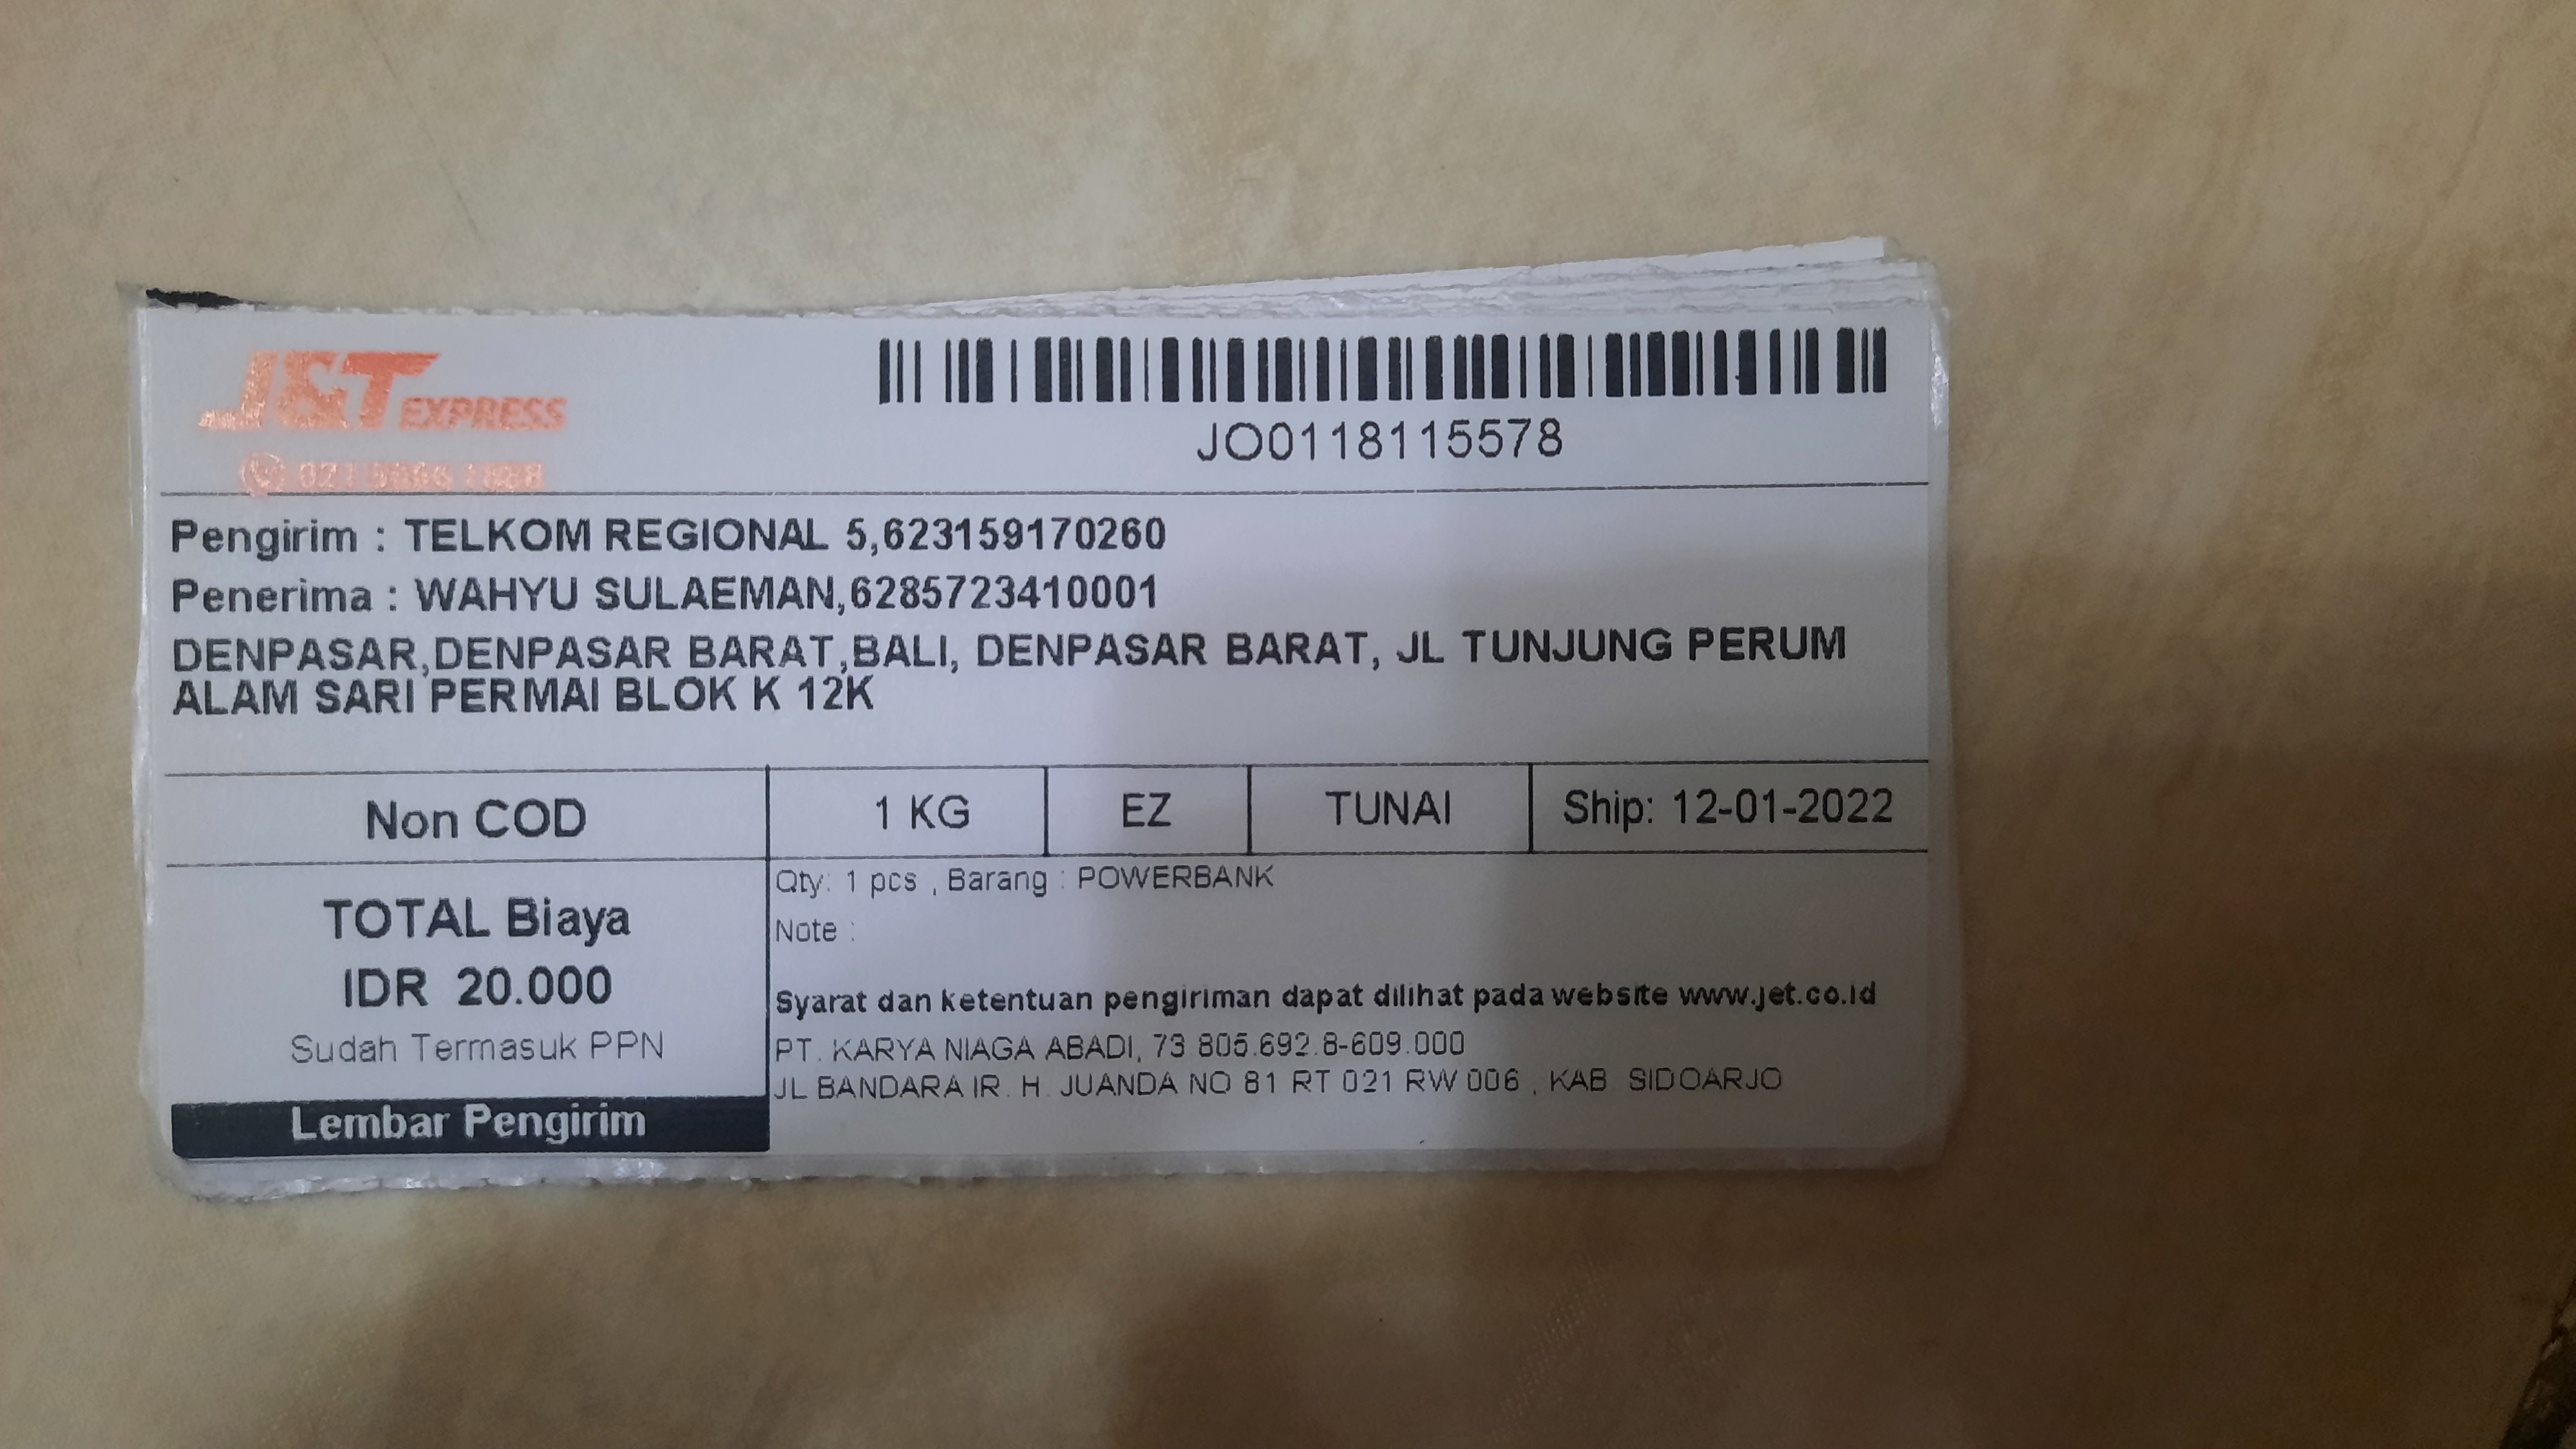 J&T EXPRESS
JO0118115578
Pengirim : TELKOM REGIONAL 5,623159170260
Penerima : WAHYU SULAEMAN,6285723410001
DENPASAR,DENPASAR BARAT,BALI, DENPASAR BARAT, JL TUNJUNG PERUM
ALAM SARI PERMAI BLOK K 12K
Non COD 1 KG EZ TUNAI Ship: 12-01-2022
Qty: 1 pcs , Barang : POWERBANK
Note :
TOTAL Biaya
IDR 20.000
Sudah Termasuk PPN
Lembar Pengirim
Syarat dan ketentuan pengiriman dapat dilihat pada website www.jet.co.id
PT. KARYA NIAGA ABADI, 73.805.692.8-609.000
JL BANDARA IR. H. JUANDA NO 81 RT 021 RW 006 , KAB SIDOARJO